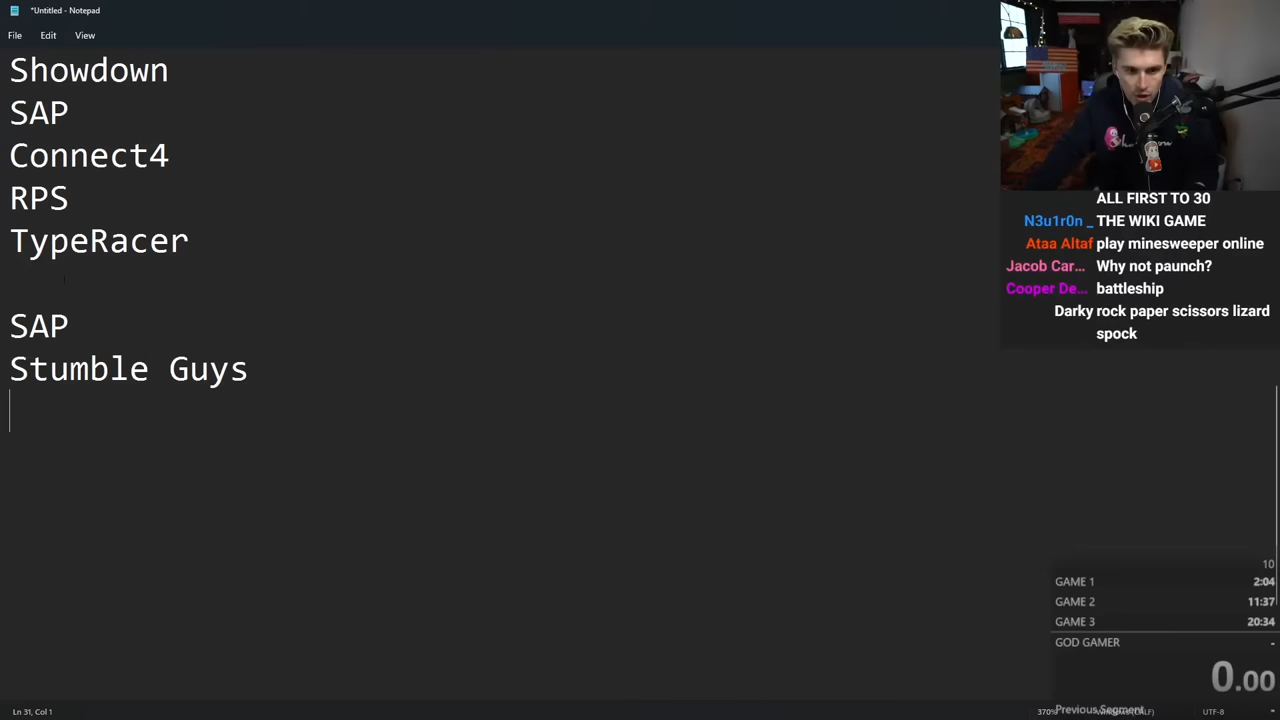 *Untitled - Notepad
File Edit View
Showdown
SAP
Connect4
RPS
TypeRacer
SAP
Stumble Guys
ALL FIRST TO 30
N3u1r0n _ THE WIKI GAME
Ataa Altaf play minesweeper online
Jacob Car... Why not paunch?
Cooper De... battleship
Darky rock paper scissors lizard
spock
10
GAME 1 2:04
GAME 2 11:37
GAME 3 20:34
GOD GAMER -
0.00
Previous Segment -
Ln 31, Col 1
370%
UTF-8